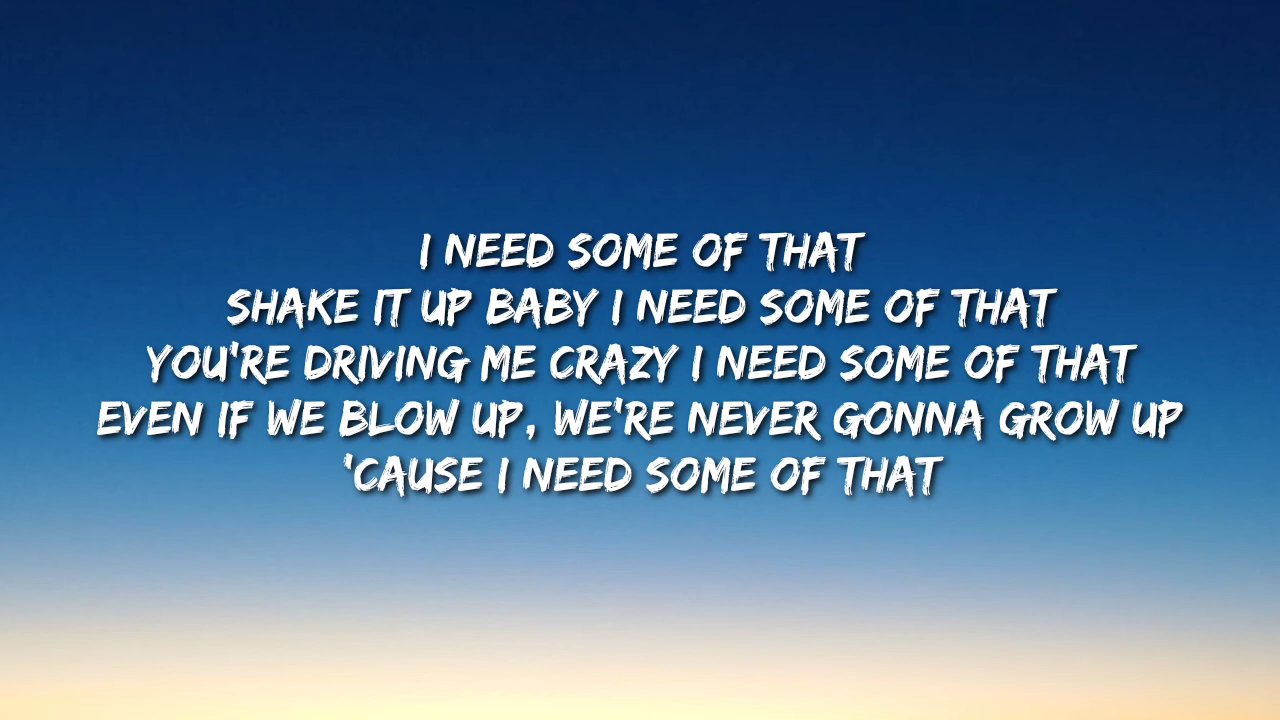 I NEED SOME OF THAT
SHAKE IT UP BABY I NEED SOME OF THAT
YOU'RE DRIVING ME CRAZY I NEED SOME OF THAT
EVEN IF WE BLOW UP, WE'RE NEVER GONNA GROW UP
'CAUSE I NEED SOME OF THAT